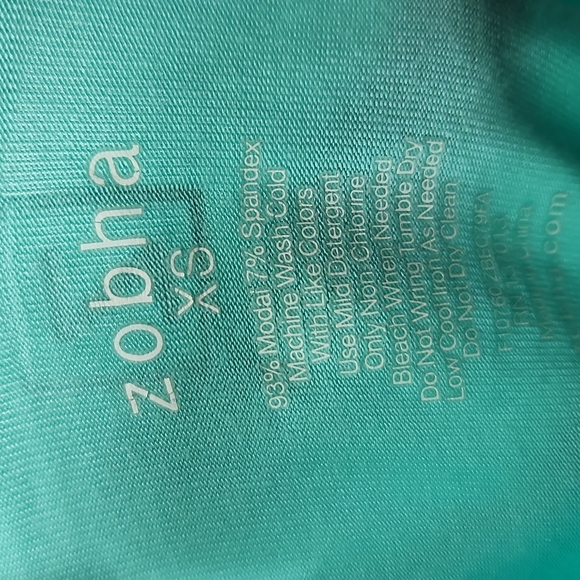 zobha
XS
93% Modal 7% Spandex
Machine Wash Cold
With Like Colors
Use Mild Detergent
Only Non Chlorine
Bleach When Needed
Do Not Wring Tumble Dry
Low Cool Iron As Needed
Do Not Dry Clean
.com